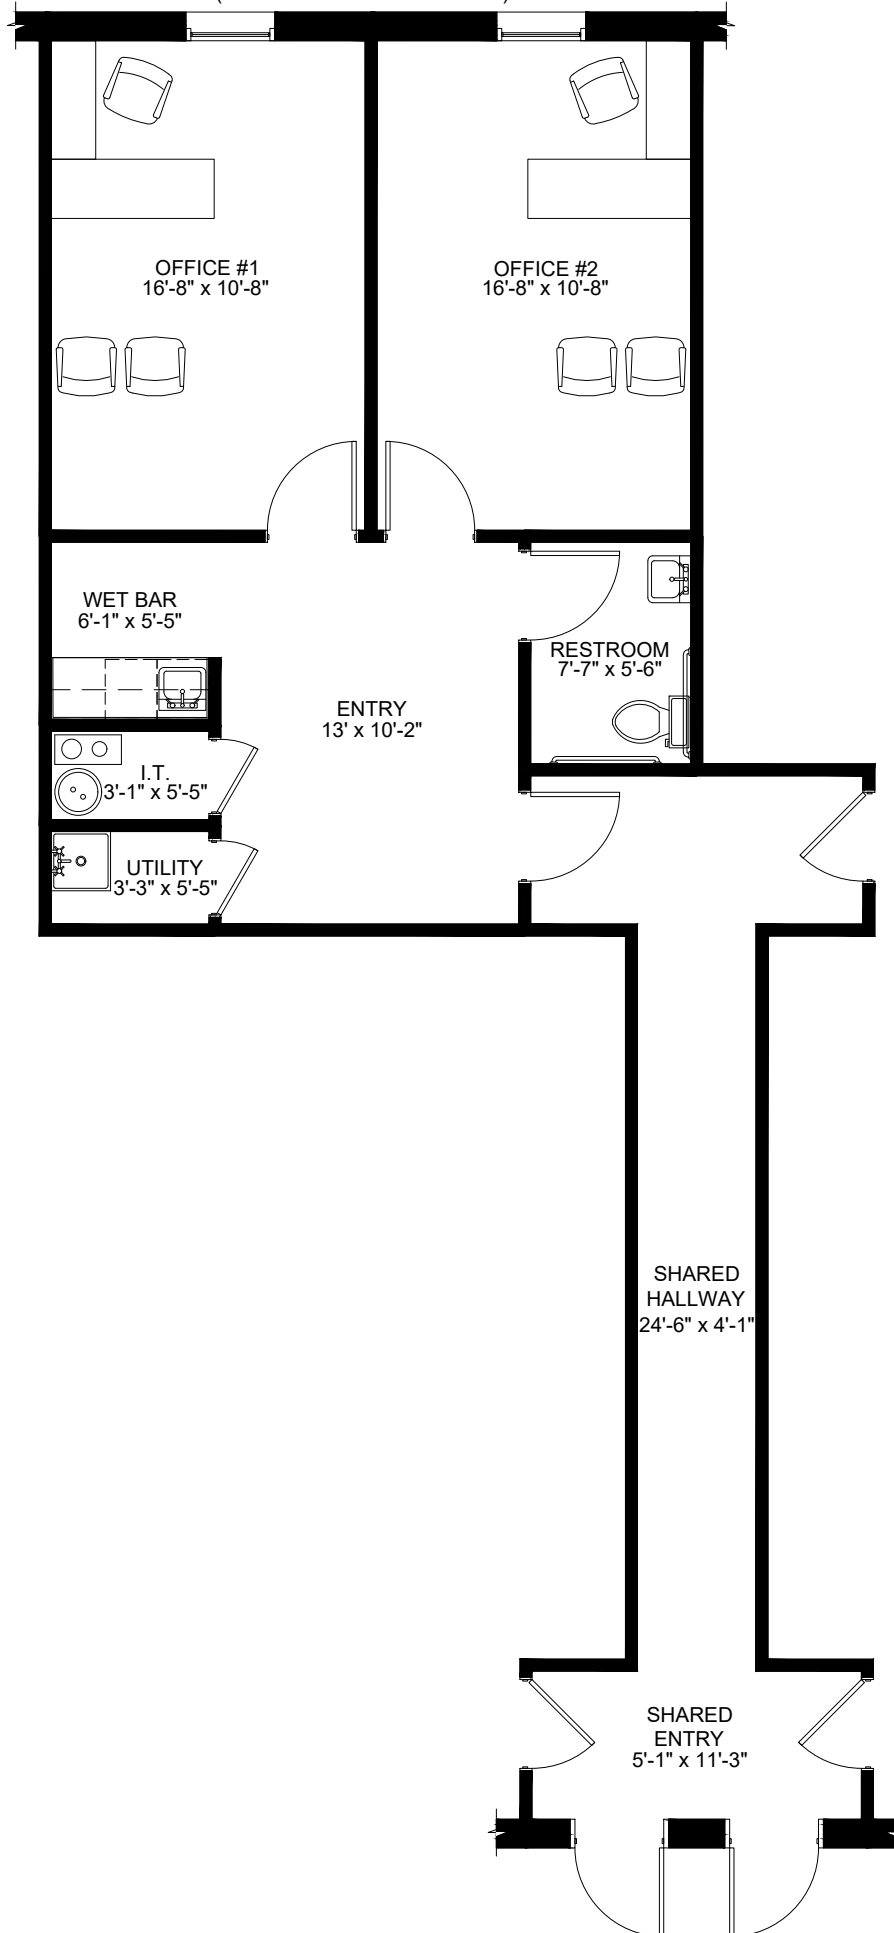 OFFICE #1
16'-8" x 10'-8"
OFFICE #2
16'-8" x 10'-8"
WET BAR
6'-1" x 5'-5"
RESTROOM
7'-7" x 5'-6"
ENTRY
13' x 10'-2"
I.T.
3'-1" x 5'-5"
UTILITY
3'-3" x 5'-5"
SHARED
HALLWAY
24'-6" x 4'-1"
SHARED
ENTRY
5'-1" x 11'-3"